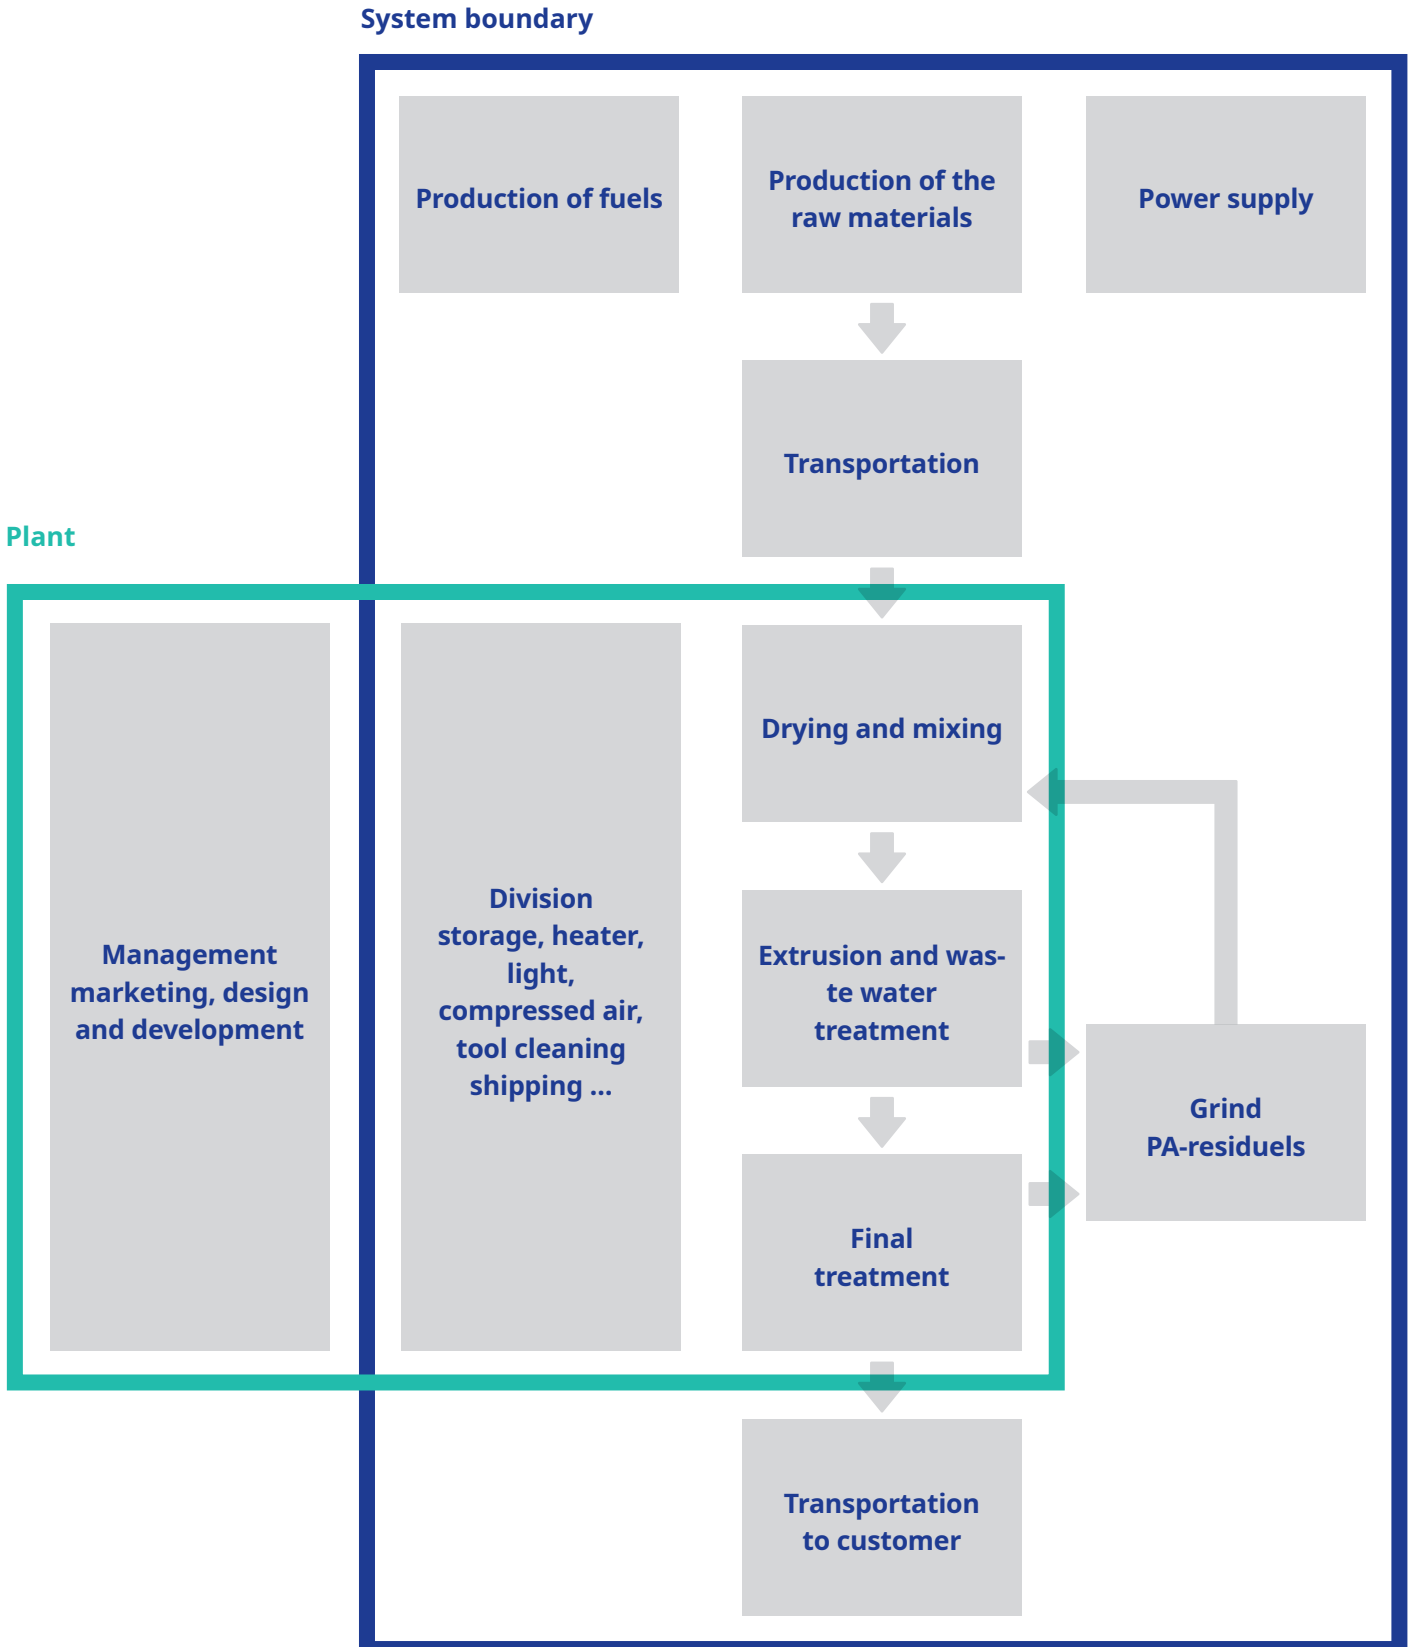 System boundary
Production of fuels
Production of the
raw materials
Power supply
Transportation
Plant
Drying and mixing
Management
marketing, design
and development
Division
storage, heater,
light,
compressed air,
tool cleaning
shipping ...
Extrusion and was-
te water
treatment
Grind
PA-residuels
Final
treatment
Transportation
to customer